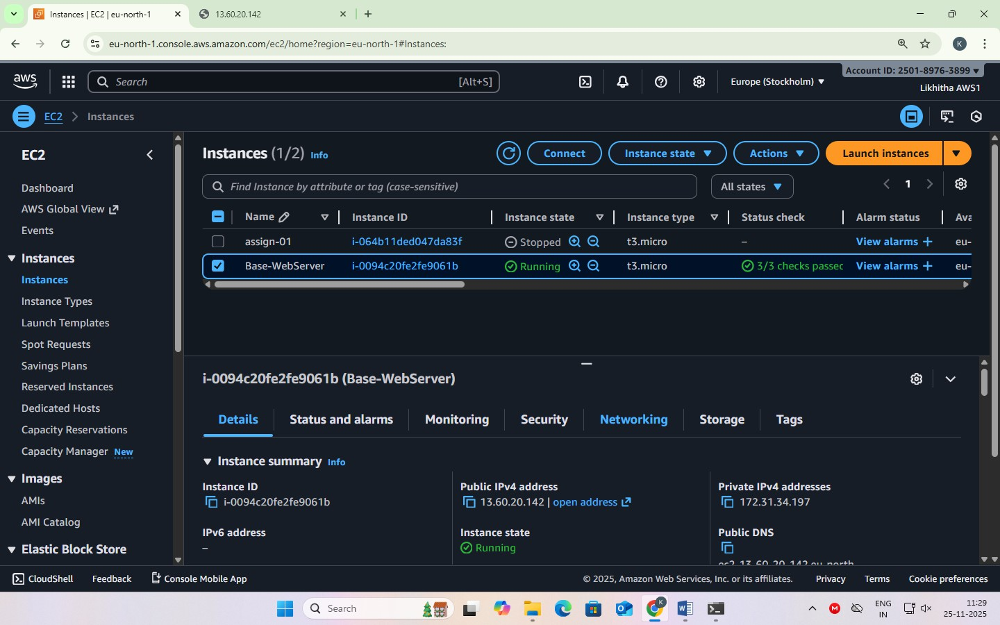 Instances | EC2 | eu-north-1
13.60.20.142
eu-north-1.console.aws.amazon.com/ec2/home?region=eu-north-1#Instances:
K
aws
Search
[Alt+S]
Europe (Stockholm)
Account ID: 2501-8976-3899
Likhitha AWS1
EC2
Instances
EC2
Dashboard
AWS Global View
Events
Instances
Instances
Instance Types
Launch Templates
Spot Requests
Savings Plans
Reserved Instances
Dedicated Hosts
Capacity Reservations
Capacity Manager New
Images
AMIs
AMI Catalog
Elastic Block Store
Instances (1/2) Info
Connect
Instance state
Actions
Launch instances
Find Instance by attribute or tag (case-sensitive)
All states
1
Name Instance ID Instance state Instance type Status check Alarm status Ava
assign-01 i-064b11ded047da83f Stopped t3.micro – View alarms + eu-
Base-WebServer i-0094c20fe2fe9061b Running t3.micro 3/3 checks passec View alarms + eu-
i-0094c20fe2fe9061b (Base-WebServer)
Details Status and alarms Monitoring Security Networking Storage Tags
Instance summary Info
Instance ID
i-0094c20fe2fe9061b
Public IPv4 address
13.60.20.142 | open address
Private IPv4 addresses
172.31.34.197
IPv6 address
–
Instance state
Running
Public DNS
ec2-13-60-20-142.eu-north-
CloudShell Feedback Console Mobile App © 2025, Amazon Web Services, Inc. or its affiliates. Privacy Terms Cookie preferences
Search
K
W
M
ENG
IN
11:29
25-11-2025